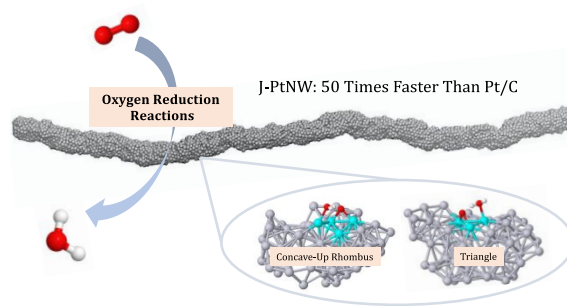 J-PtNW: 50 Times Faster Than Pt/C
Oxygen Reduction
Reactions
Concave-Up Rhombus
Triangle